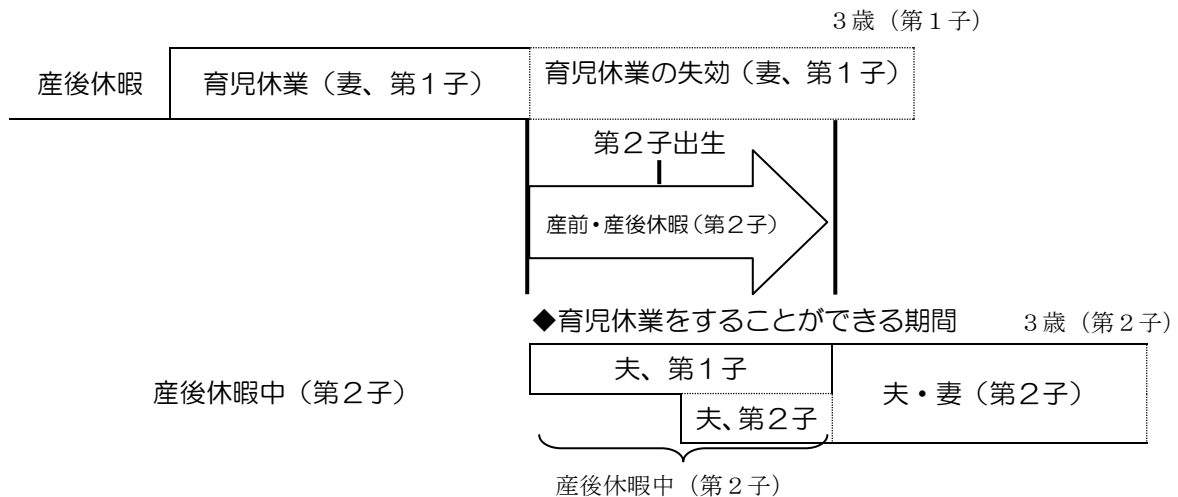 3歳（第1子）
産後休暇
育児休業（妻、第1子）
育児休業の失効（妻、第1子）
第2子出生
産前・産後休暇（第2子）
◆育児休業をすることができる期間
3歳（第2子）
産後休暇中（第2子）
夫、第1子
夫・妻（第2子）
夫、第2子
産後休暇中（第2子）